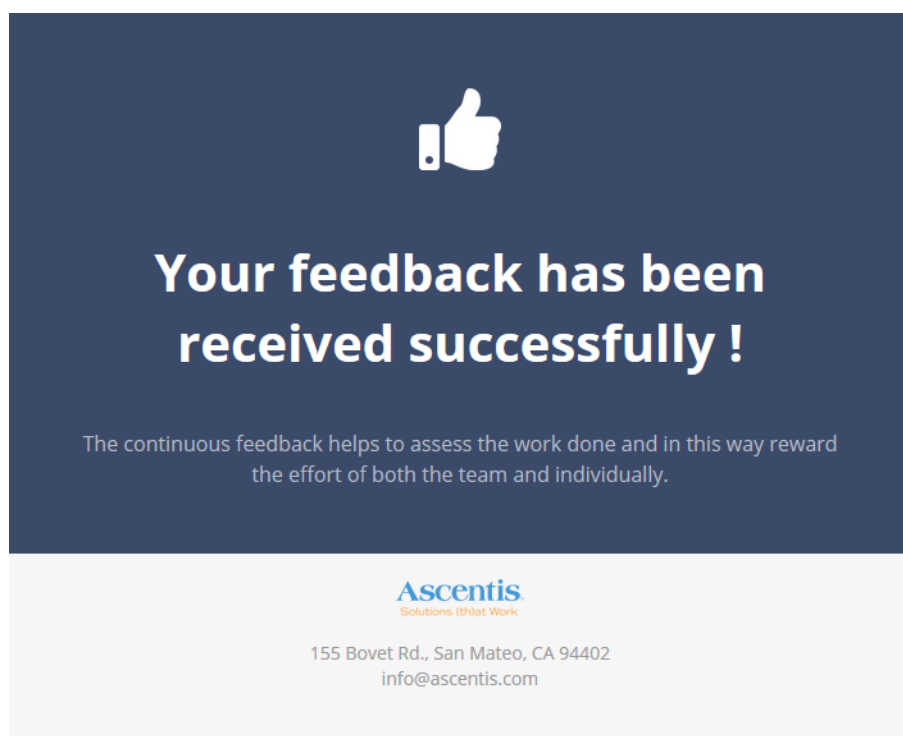 Your feedback has been
received successfully !
The continuous feedback helps to assess the work done and in this way reward
the effort of both the team and individually.
Ascentis®
Solutions (th)at Work
155 Bovet Rd., San Mateo, CA 94402
info@ascentis.com